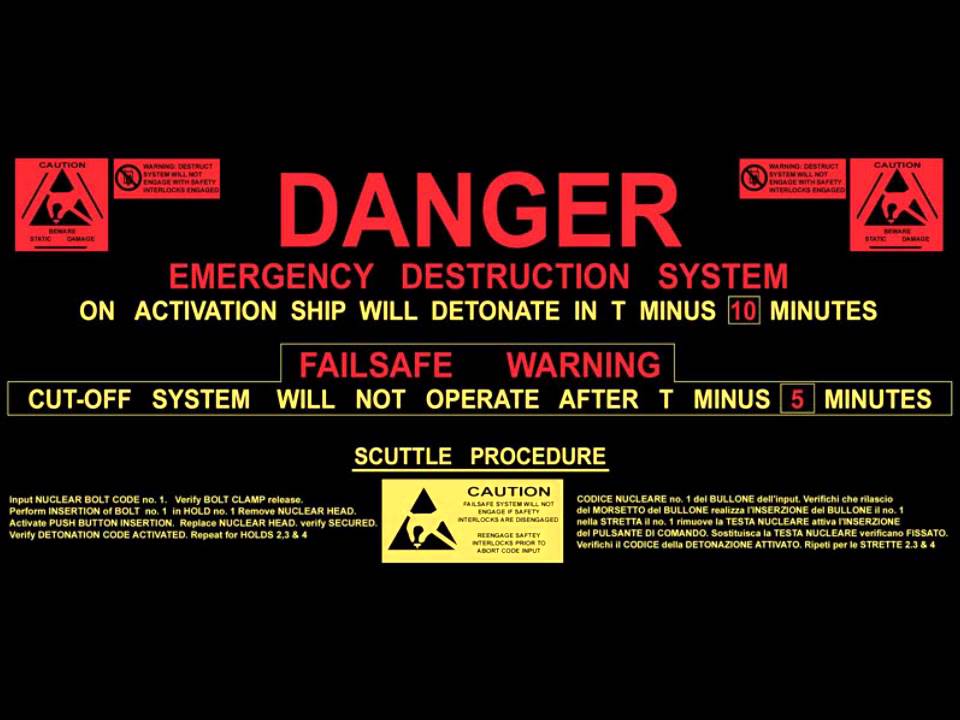 CAUTION
BEWARE
STATIC DAMAGE
WARNING: DESTRUCT
SYSTEM WILL NOT
ENGAGE WITH SAFETY
INTERLOCKS ENGAGED
DANGER
WARNING: DESTRUCT
SYSTEM WILL NOT
ENGAGE WITH SAFETY
INTERLOCKS ENGAGED
CAUTION
BEWARE
STATIC DAMAGE
EMERGENCY DESTRUCTION SYSTEM
ON ACTIVATION SHIP WILL DETONATE IN T MINUS 10 MINUTES
FAILSAFE WARNING
CUT-OFF SYSTEM WILL NOT OPERATE AFTER T MINUS 5 MINUTES
SCUTTLE PROCEDURE
Input NUCLEAR BOLT CODE no. 1. Verify BOLT CLAMP release.
Perform INSERTION of BOLT no. 1 in HOLD no. 1 Remove NUCLEAR HEAD.
Activate PUSH BUTTON INSERTION. Replace NUCLEAR HEAD. verify SECURED.
Verify DETONATION CODE ACTIVATED. Repeat for HOLDS 2,3 & 4
CAUTION
FAILSAFE SYSTEM WILL NOT
ENGAGE IF SAFETY
INTERLOCKS ARE DISENGAGED
REENGAGE SAFTEY
INTERLOCKS PRIOR TO
ABORT CODE INPUT
CODICE NUCLEARE no. 1 del BULLONE dell'input. Verifichi che rilascio
del MORSETTO del BULLONE realizza l'INSERZIONE del BULLONE il no. 1
nella STRETTA il no. 1 rimuove la TESTA NUCLEARE attiva l'INSERZIONE
del PULSANTE DI COMANDO. Sostituisca la TESTA NUCLEARE verificano FISSATO.
Verifichi il CODICE della DETONAZIONE ATTIVATO. Ripeti per le STRETTE 2.3 & 4